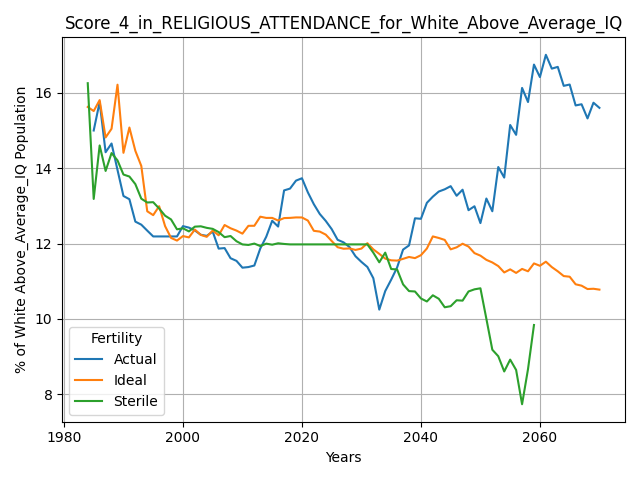 Score_4_in_RELIGIOUS_ATTENDANCE_for_White_Above_Average_IQ
% of White Above_Average_IQ Population
16
14
12
10
8
Fertility
Actual
Ideal
Sterile
1980
2000
2020
2040
2060
Years